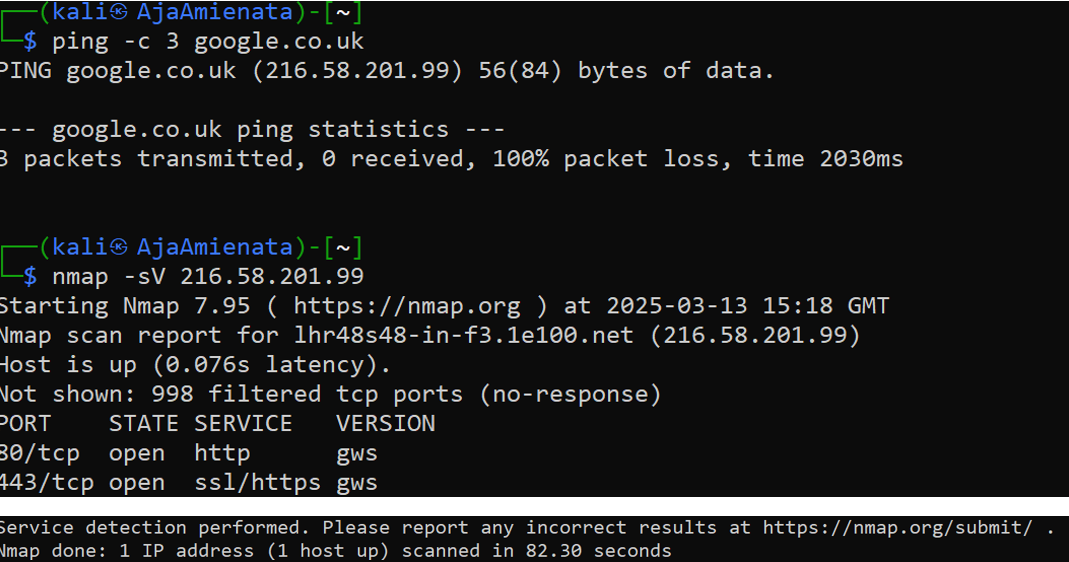 ┌──(kali㉿AjaAmienata)-[~]
└─$ ping -c 3 google.co.uk
PING google.co.uk (216.58.201.99) 56(84) bytes of data.
--- google.co.uk ping statistics ---
3 packets transmitted, 0 received, 100% packet loss, time 2030ms
┌──(kali㉿AjaAmienata)-[~]
└─$ nmap -sV 216.58.201.99
Starting Nmap 7.95 ( https://nmap.org ) at 2025-03-13 15:18 GMT
Nmap scan report for lhr48s48-in-f3.1e100.net (216.58.201.99)
Host is up (0.076s latency).
Not shown: 998 filtered tcp ports (no-response)
PORT    STATE SERVICE   VERSION
80/tcp  open  http      gws
443/tcp open  ssl/https gws
Service detection performed. Please report any incorrect results at https://nmap.org/submit/ .
Nmap done: 1 IP address (1 host up) scanned in 82.30 seconds